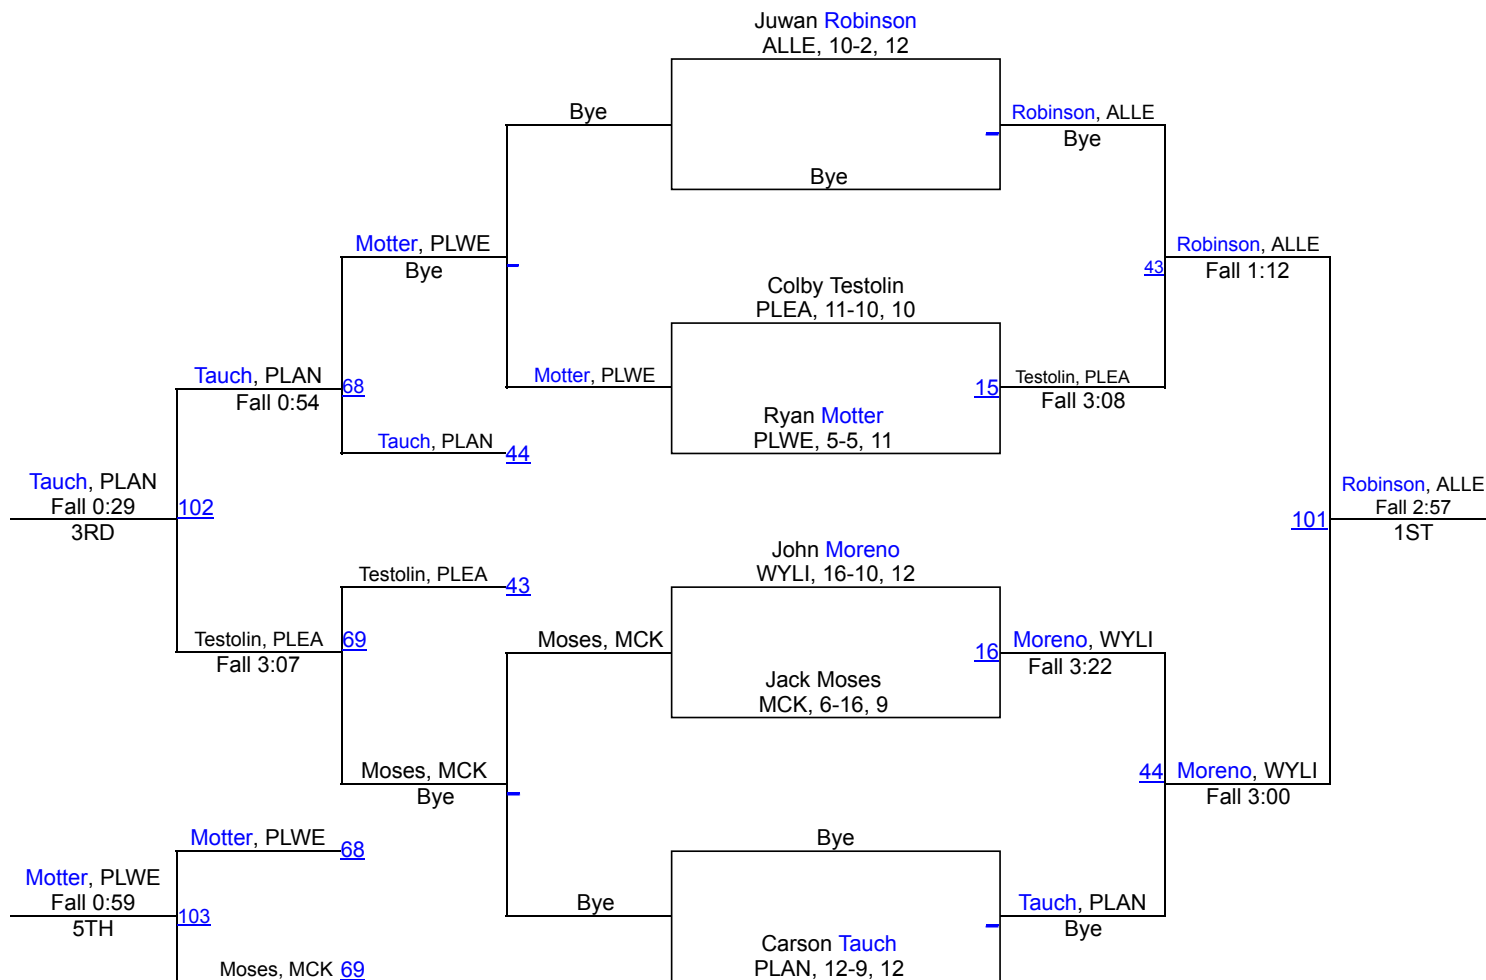 Juwan Robinson
ALLE, 10-2, 12
Bye
Robinson, ALLE
Bye
Bye
Motter, PLWE
Bye
Robinson, ALLE
43
Fall 1:12
Colby Testolin
PLEA, 11-10, 10
Tauch, PLAN
Fall 0:54
68
Motter, PLWE
15
Testolin, PLEA
Fall 3:08
Ryan Motter
PLWE, 5-5, 11
Tauch, PLAN
44
Tauch, PLAN
Fall 0:29
3RD
102
101
Robinson, ALLE
Fall 2:57
1ST
John Moreno
WYLI, 16-10, 12
Testolin, PLEA
43
Testolin, PLEA
Fall 3:07
69
Moses, MCK
16
Moreno, WYLI
Fall 3:22
Jack Moses
MCK, 6-16, 9
Moses, MCK
Bye
44
Moreno, WYLI
Fall 3:00
Motter, PLWE
68
Bye
Motter, PLWE
Fall 0:59
5TH
103
Bye
Tauch, PLAN
Bye
Carson Tauch
PLAN, 12-9, 12
Moses, MCK
69